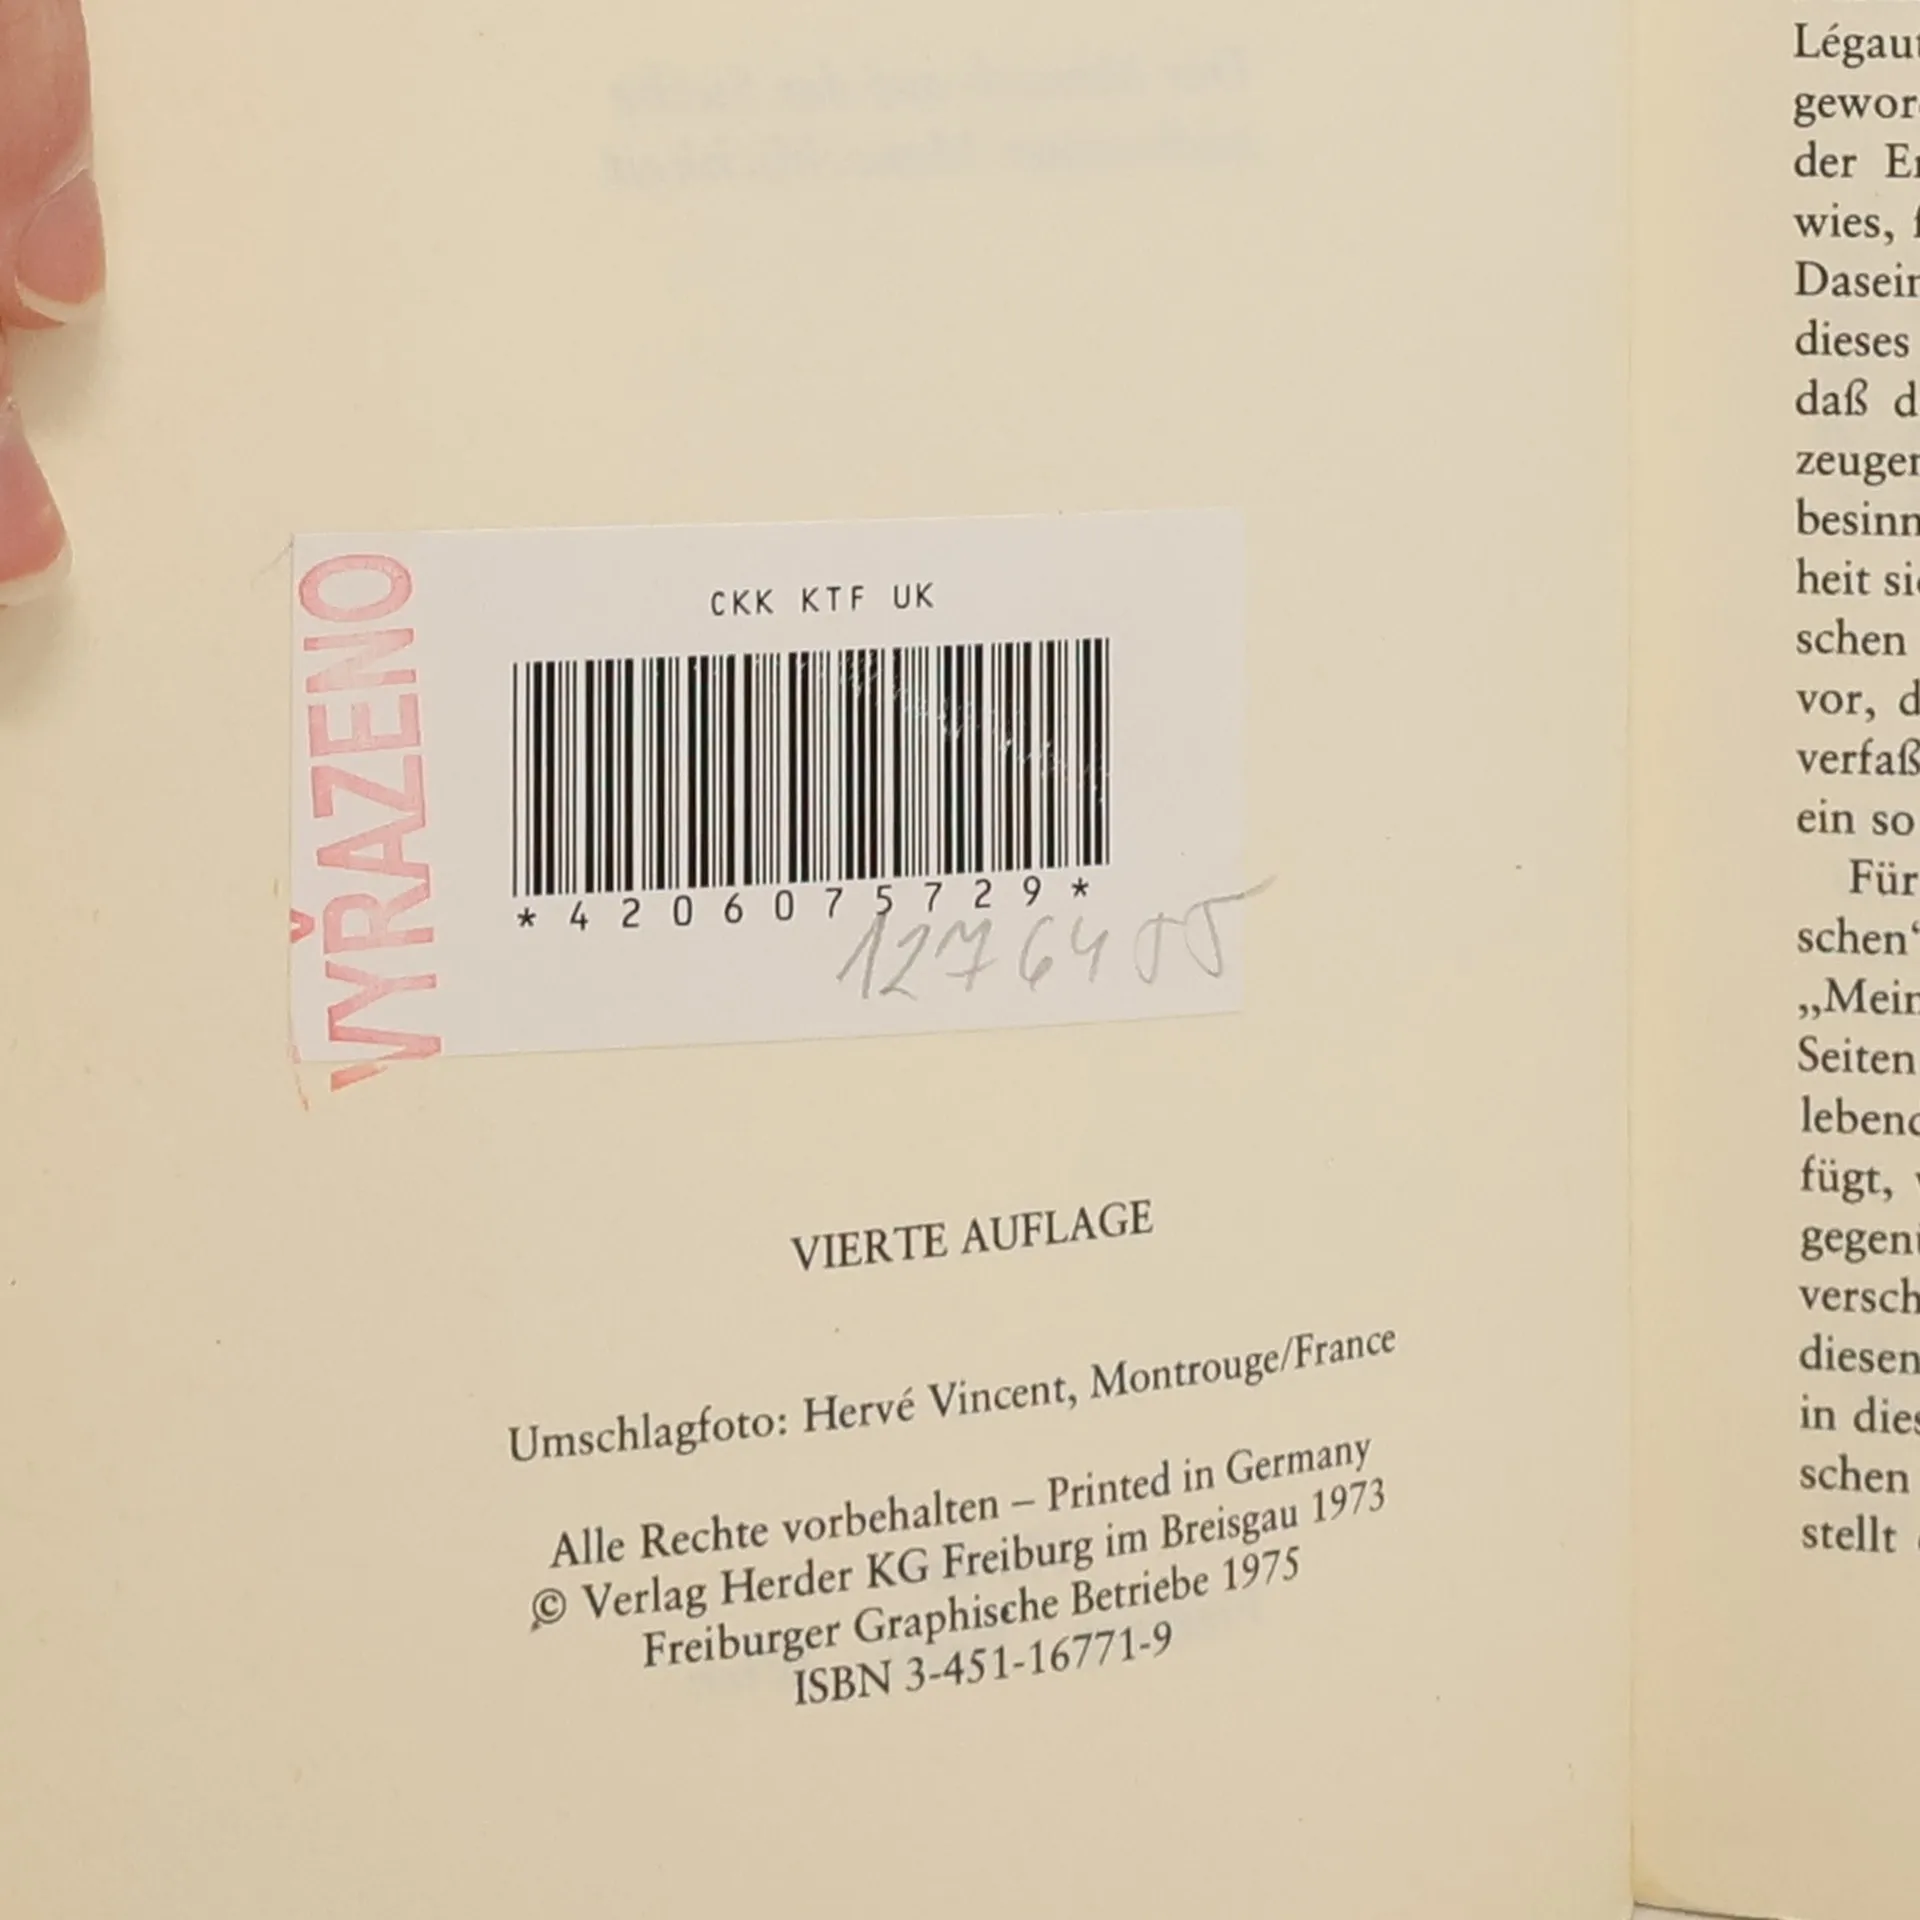 VYŘAZENO
CKK KTF UK
*4206075729*
VIERTE AUFLAGE
Umschlagfoto: Hervé Vincent, Montrouge/France
Alle Rechte vorbehalten – Printed in Germany
© Verlag Herder KG Freiburg im Breisgau 1973
Freiburger Graphische Betriebe 1975
ISBN 3-451-16771-9
Légaut
gewor
der
wies,
Dasein
dieses
daß d
zeugen
besinn
heit si
schen
vor, d
verfaß
ein so
Für
schen“
„Mein
Seiten
leben
fügt,
gegen
versch
diesen
in dies
schen
stellt